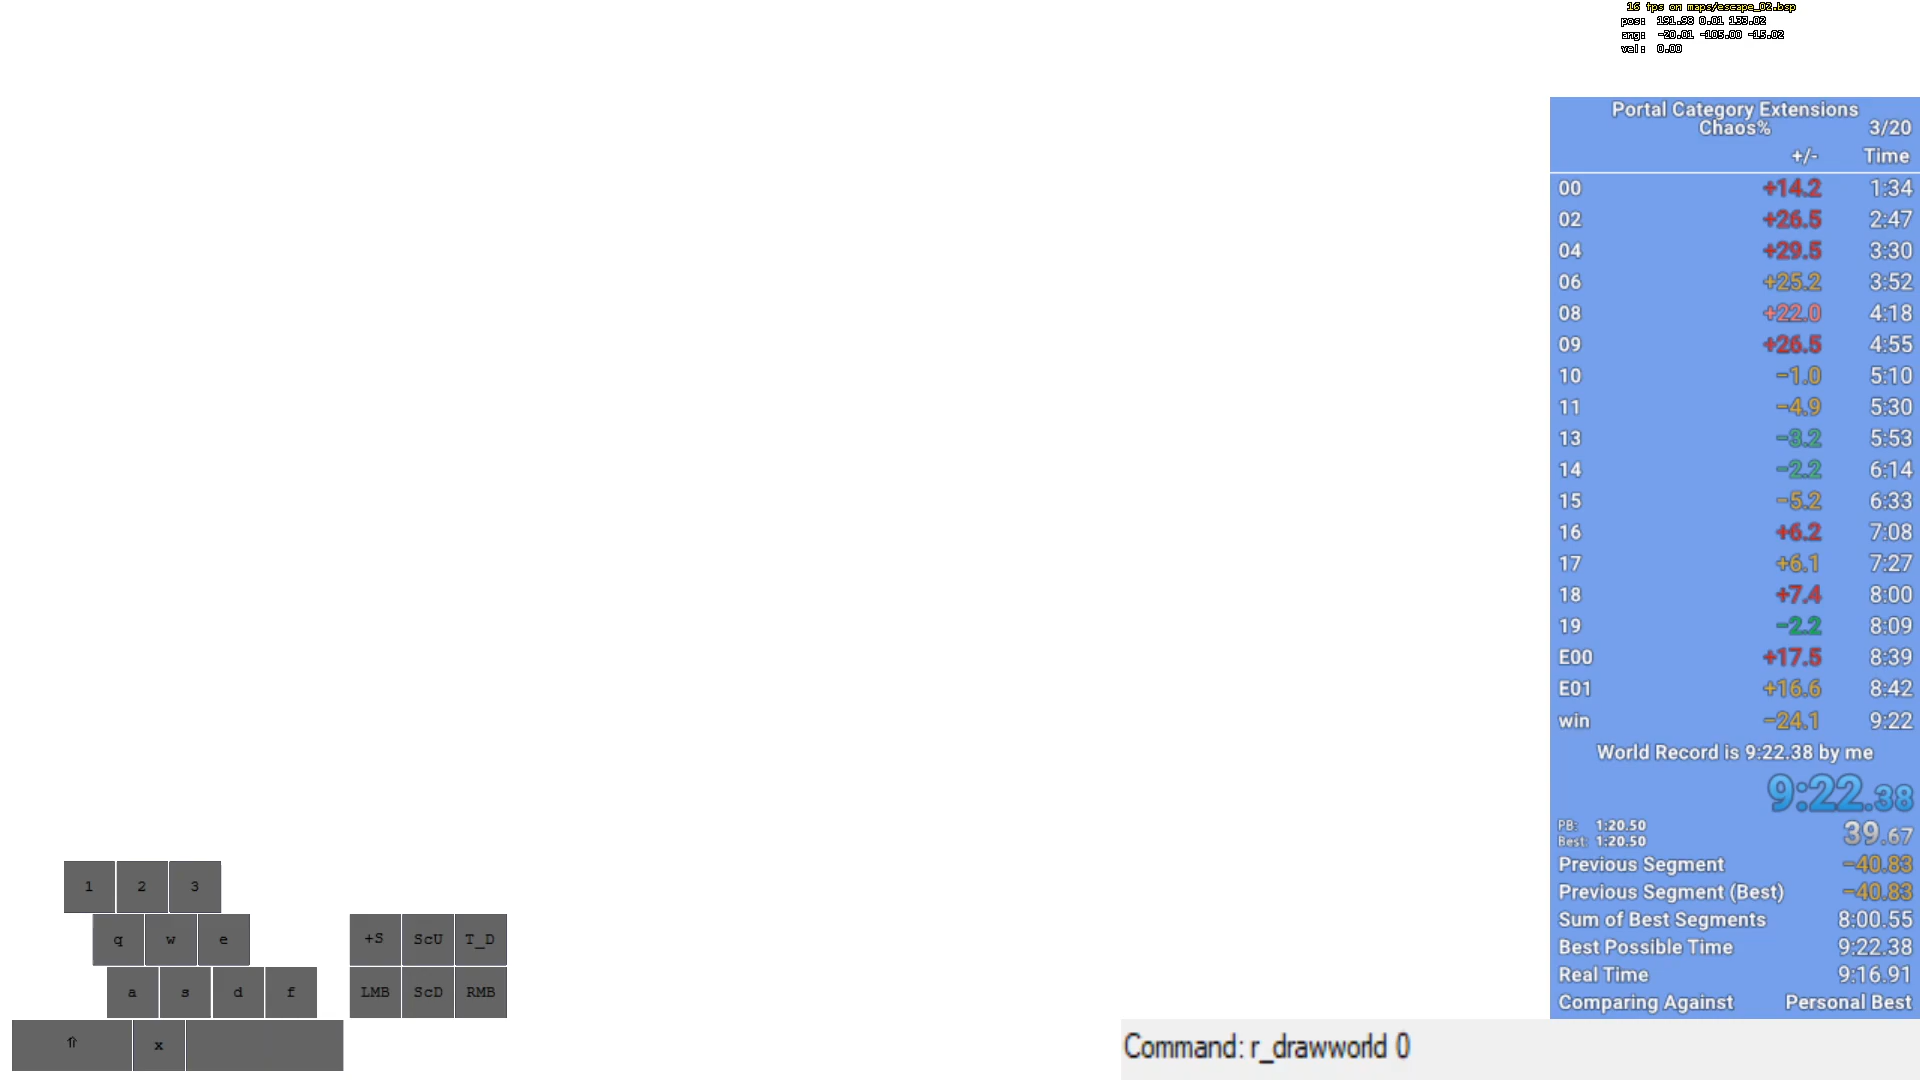 16 fps on maps/escape_02.bsp
pos: 191.98 0.01 133.02
ang: -20.01 -105.00 -15.02
vel: 0.00
Portal Category Extensions
Chaos% 3/20
+/- Time
00 +14.2 1:34
02 +26.5 2:47
04 +29.5 3:30
06 +25.2 3:52
08 +22.0 4:18
09 +26.5 4:55
10 −1.0 5:10
11 −4.9 5:30
13 −3.2 5:53
14 −2.2 6:14
15 −5.2 6:33
16 +6.2 7:08
17 +6.1 7:27
18 +7.4 8:00
19 −2.2 8:09
E00 +17.5 8:39
E01 +16.6 8:42
win −24.1 9:22
World Record is 9:22.38 by me
9:22.38
PB: 1:20.50 39.67
Best: 1:20.50
Previous Segment −40.83
Previous Segment (Best) −40.83
Sum of Best Segments 8:00.55
Best Possible Time 9:22.38
Real Time 9:16.91
Comparing Against Personal Best
1 2 3
q w e +S ScU T_D
a s d f LMB ScD RMB
⇑ x
Command: r_drawworld 0